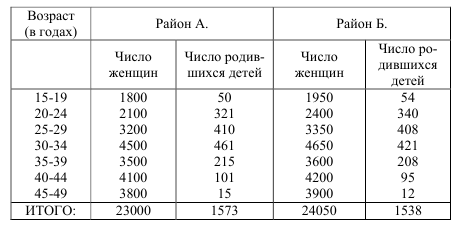 Возраст (в годах) | Район А. | Район Б.
Число женщин | Число родив-шихся детей | Число женщин | Число ро-дившихся детей
15-19 | 1800 | 50 | 1950 | 54
20-24 | 2100 | 321 | 2400 | 340
25-29 | 3200 | 410 | 3350 | 408
30-34 | 4500 | 461 | 4650 | 421
35-39 | 3500 | 215 | 3600 | 208
40-44 | 4100 | 101 | 4200 | 95
45-49 | 3800 | 15 | 3900 | 12
ИТОГО: | 23000 | 1573 | 24050 | 1538